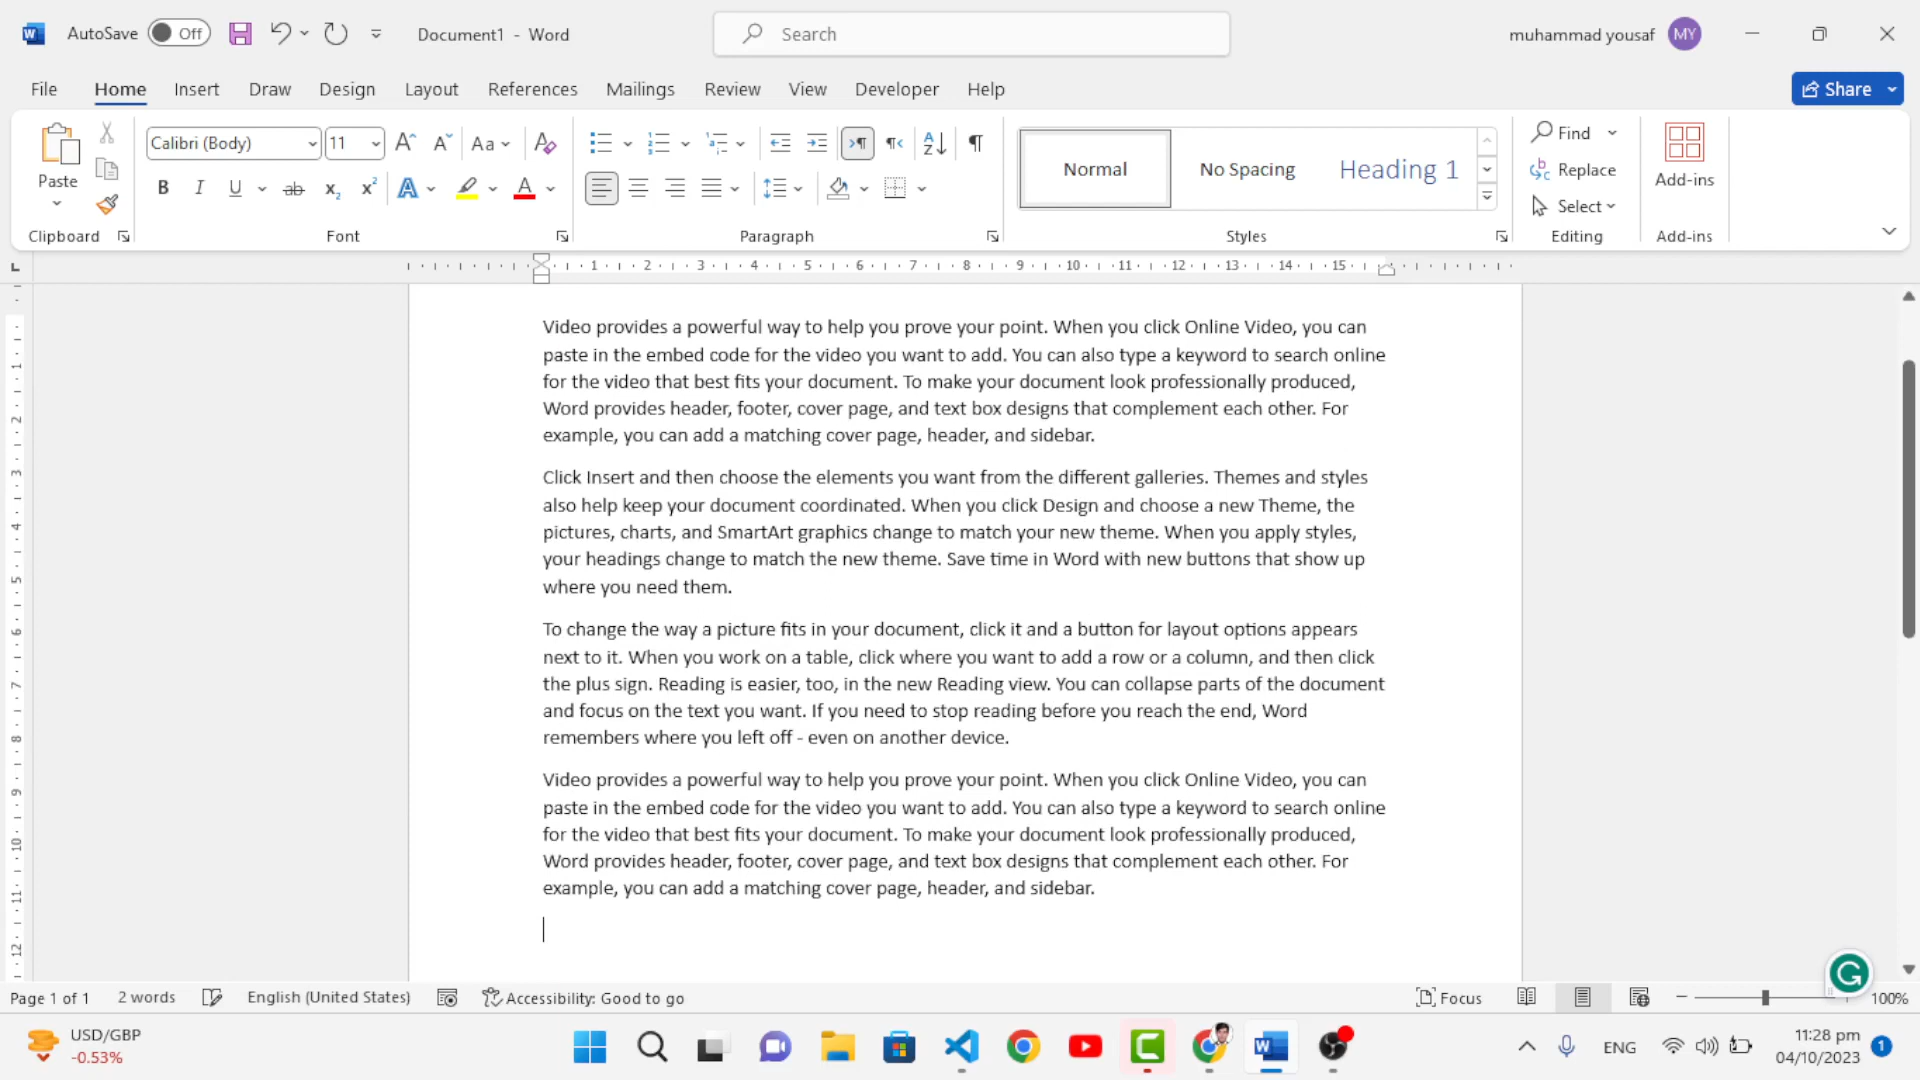 AutoSave Off Document1 - Word Search muhammad yousaf MY
File Home Insert Draw Design Layout References Mailings Review View Developer Help Share
Paste Calibri (Body) 11 Aa Normal No Spacing Heading 1 Find Replace Select Add-ins
Clipboard Font Paragraph Styles Editing Add-ins
1 2 3 4 5 6 7 8 9 10 11 12 13 14 15
Video provides a powerful way to help you prove your point. When you click Online Video, you can
paste in the embed code for the video you want to add. You can also type a keyword to search online
for the video that best fits your document. To make your document look professionally produced,
Word provides header, footer, cover page, and text box designs that complement each other. For
example, you can add a matching cover page, header, and sidebar.
Click Insert and then choose the elements you want from the different galleries. Themes and styles
also help keep your document coordinated. When you click Design and choose a new Theme, the
pictures, charts, and SmartArt graphics change to match your new theme. When you apply styles,
your headings change to match the new theme. Save time in Word with new buttons that show up
where you need them.
To change the way a picture fits in your document, click it and a button for layout options appears
next to it. When you work on a table, click where you want to add a row or a column, and then click
the plus sign. Reading is easier, too, in the new Reading view. You can collapse parts of the document
and focus on the text you want. If you need to stop reading before you reach the end, Word
remembers where you left off - even on another device.
Video provides a powerful way to help you prove your point. When you click Online Video, you can
paste in the embed code for the video you want to add. You can also type a keyword to search online
for the video that best fits your document. To make your document look professionally produced,
Word provides header, footer, cover page, and text box designs that complement each other. For
example, you can add a matching cover page, header, and sidebar.
Page 1 of 1 2 words English (United States) Accessibility: Good to go Focus 100%
USD/GBP ENG 11:28 pm 1
-0.53% 04/10/2023